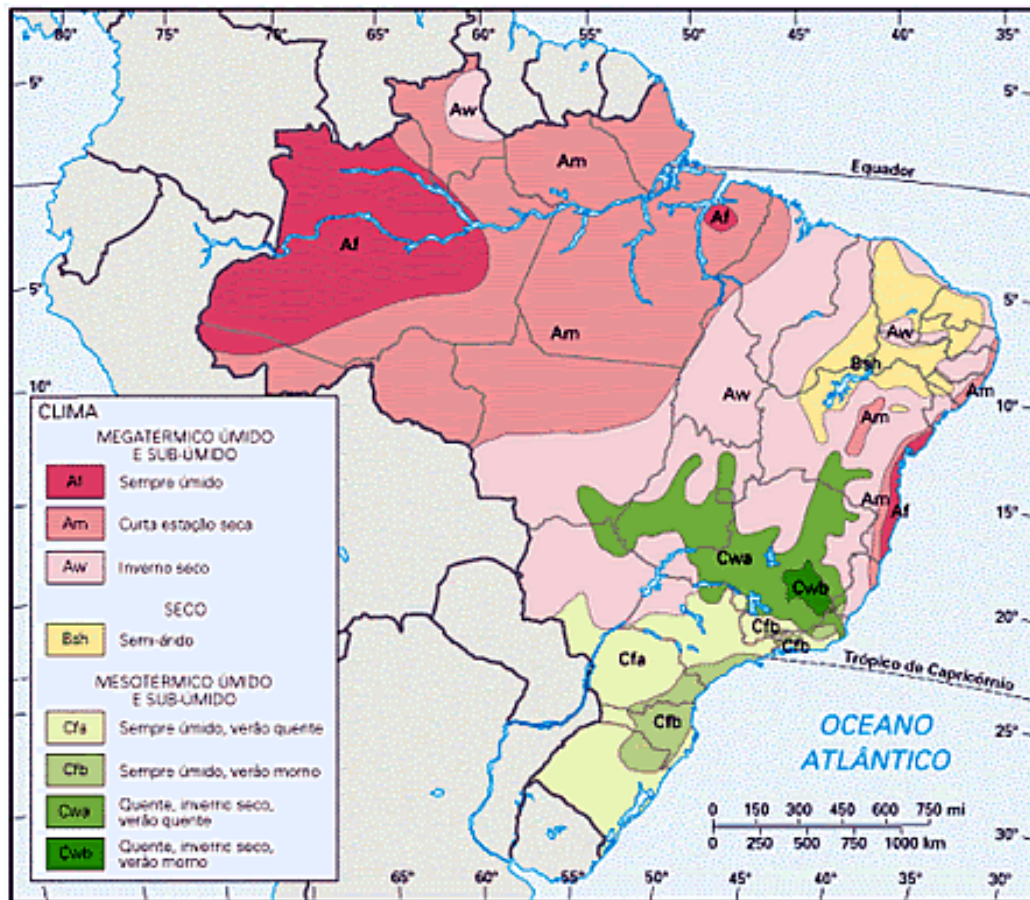 80° 75° 70° 65° 60° 55° 50° 45° 40° 35°
5°
5°
Aw
Am
Equador
Af
Af
5°
5°
Am
Aw
Bsh
Aw
10°
10°
Am
Am
Am
Af
15°
Cwa
Cwb
20°
Cfb
Cfb
Cfa
Trópico de Capricórnio
Cfb
25°
OCEANO
ATLÂNTICO
0 150 300 450 600 750 mi
0 250 500 750 1000 km
30°
65° 60° 55° 50° 45° 40° 35° 30°
CLIMA
MEGATÉRMICO ÚMIDO
E SUB-ÚMIDO
Af Sempre úmido
Am Curta estação seca
Aw Inverno seco
SECO
Bsh Semi-árido
MESOTÉRMICO ÚMIDO
E SUB-ÚMIDO
Cfa Sempre úmido, verão quente
Cfb Sempre úmido, verão morno
Cwa Quente, inverno seco,
verão quente
Cwb Quente, inverno seco,
verão morno